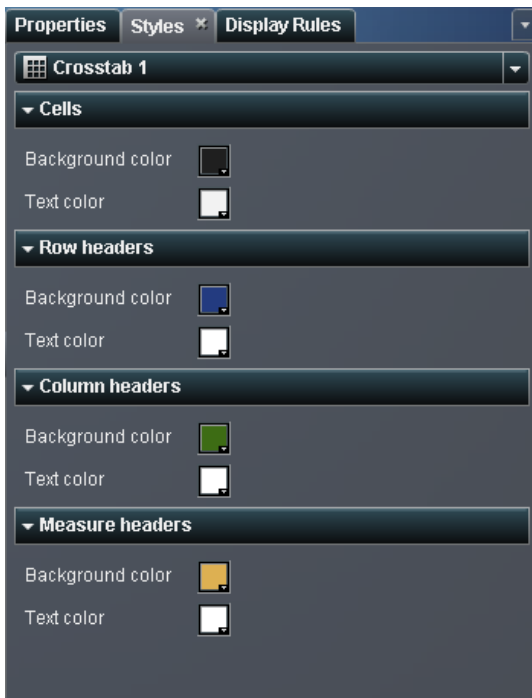 Properties Styles Display Rules
Crosstab 1
Cells
Background color
Text color
Row headers
Background color
Text color
Column headers
Background color
Text color
Measure headers
Background color
Text color